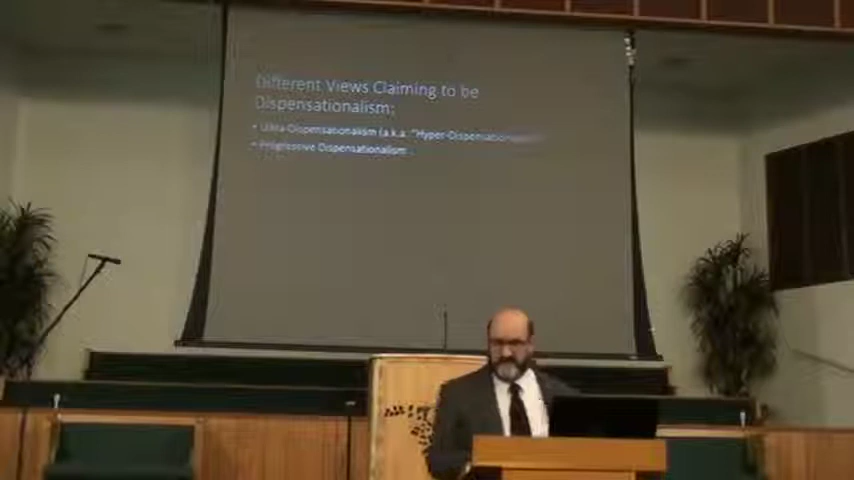 Different Views Claiming to be
Dispensationalism:
• Ultra-Dispensationalism (a.k.a. "Hyper-Dispensationalism
• Progressive Dispensationalism